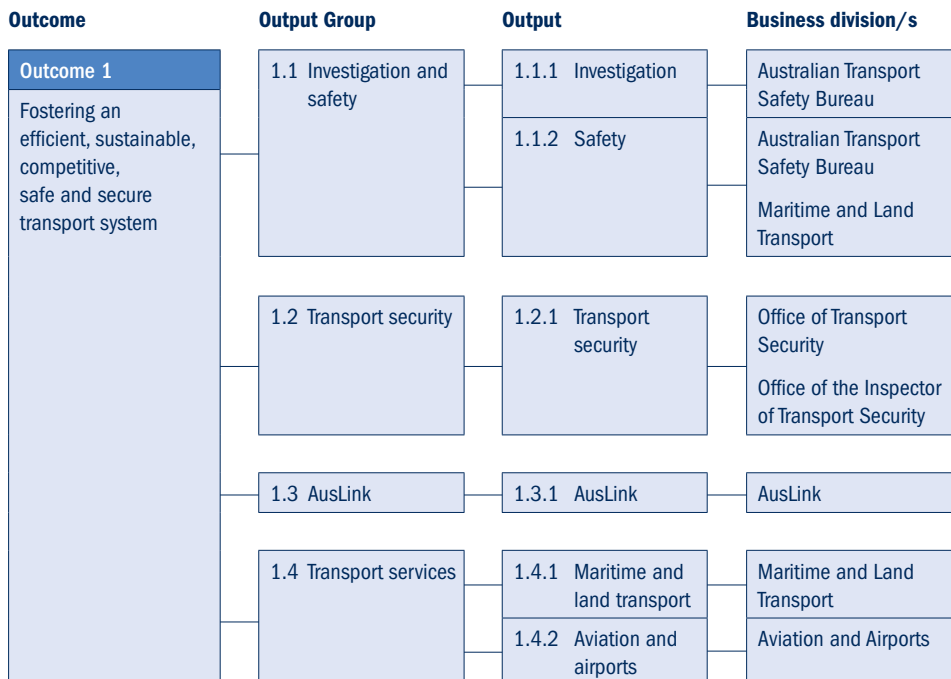 Outcome
Output Group
Output
Business division/s
Outcome 1
Fostering an
efficient, sustainable,
competitive,
safe and secure
transport system
1.1 Investigation and
safety
1.1.1 Investigation
Australian Transport
Safety Bureau
1.1.2 Safety
Australian Transport
Safety Bureau
Maritime and Land
Transport
1.2 Transport security
1.2.1 Transport
security
Office of Transport
Security
Office of the Inspector
of Transport Security
1.3 AusLink
1.3.1 AusLink
AusLink
1.4 Transport services
1.4.1 Maritime and
land transport
Maritime and Land
Transport
1.4.2 Aviation and
airports
Aviation and Airports